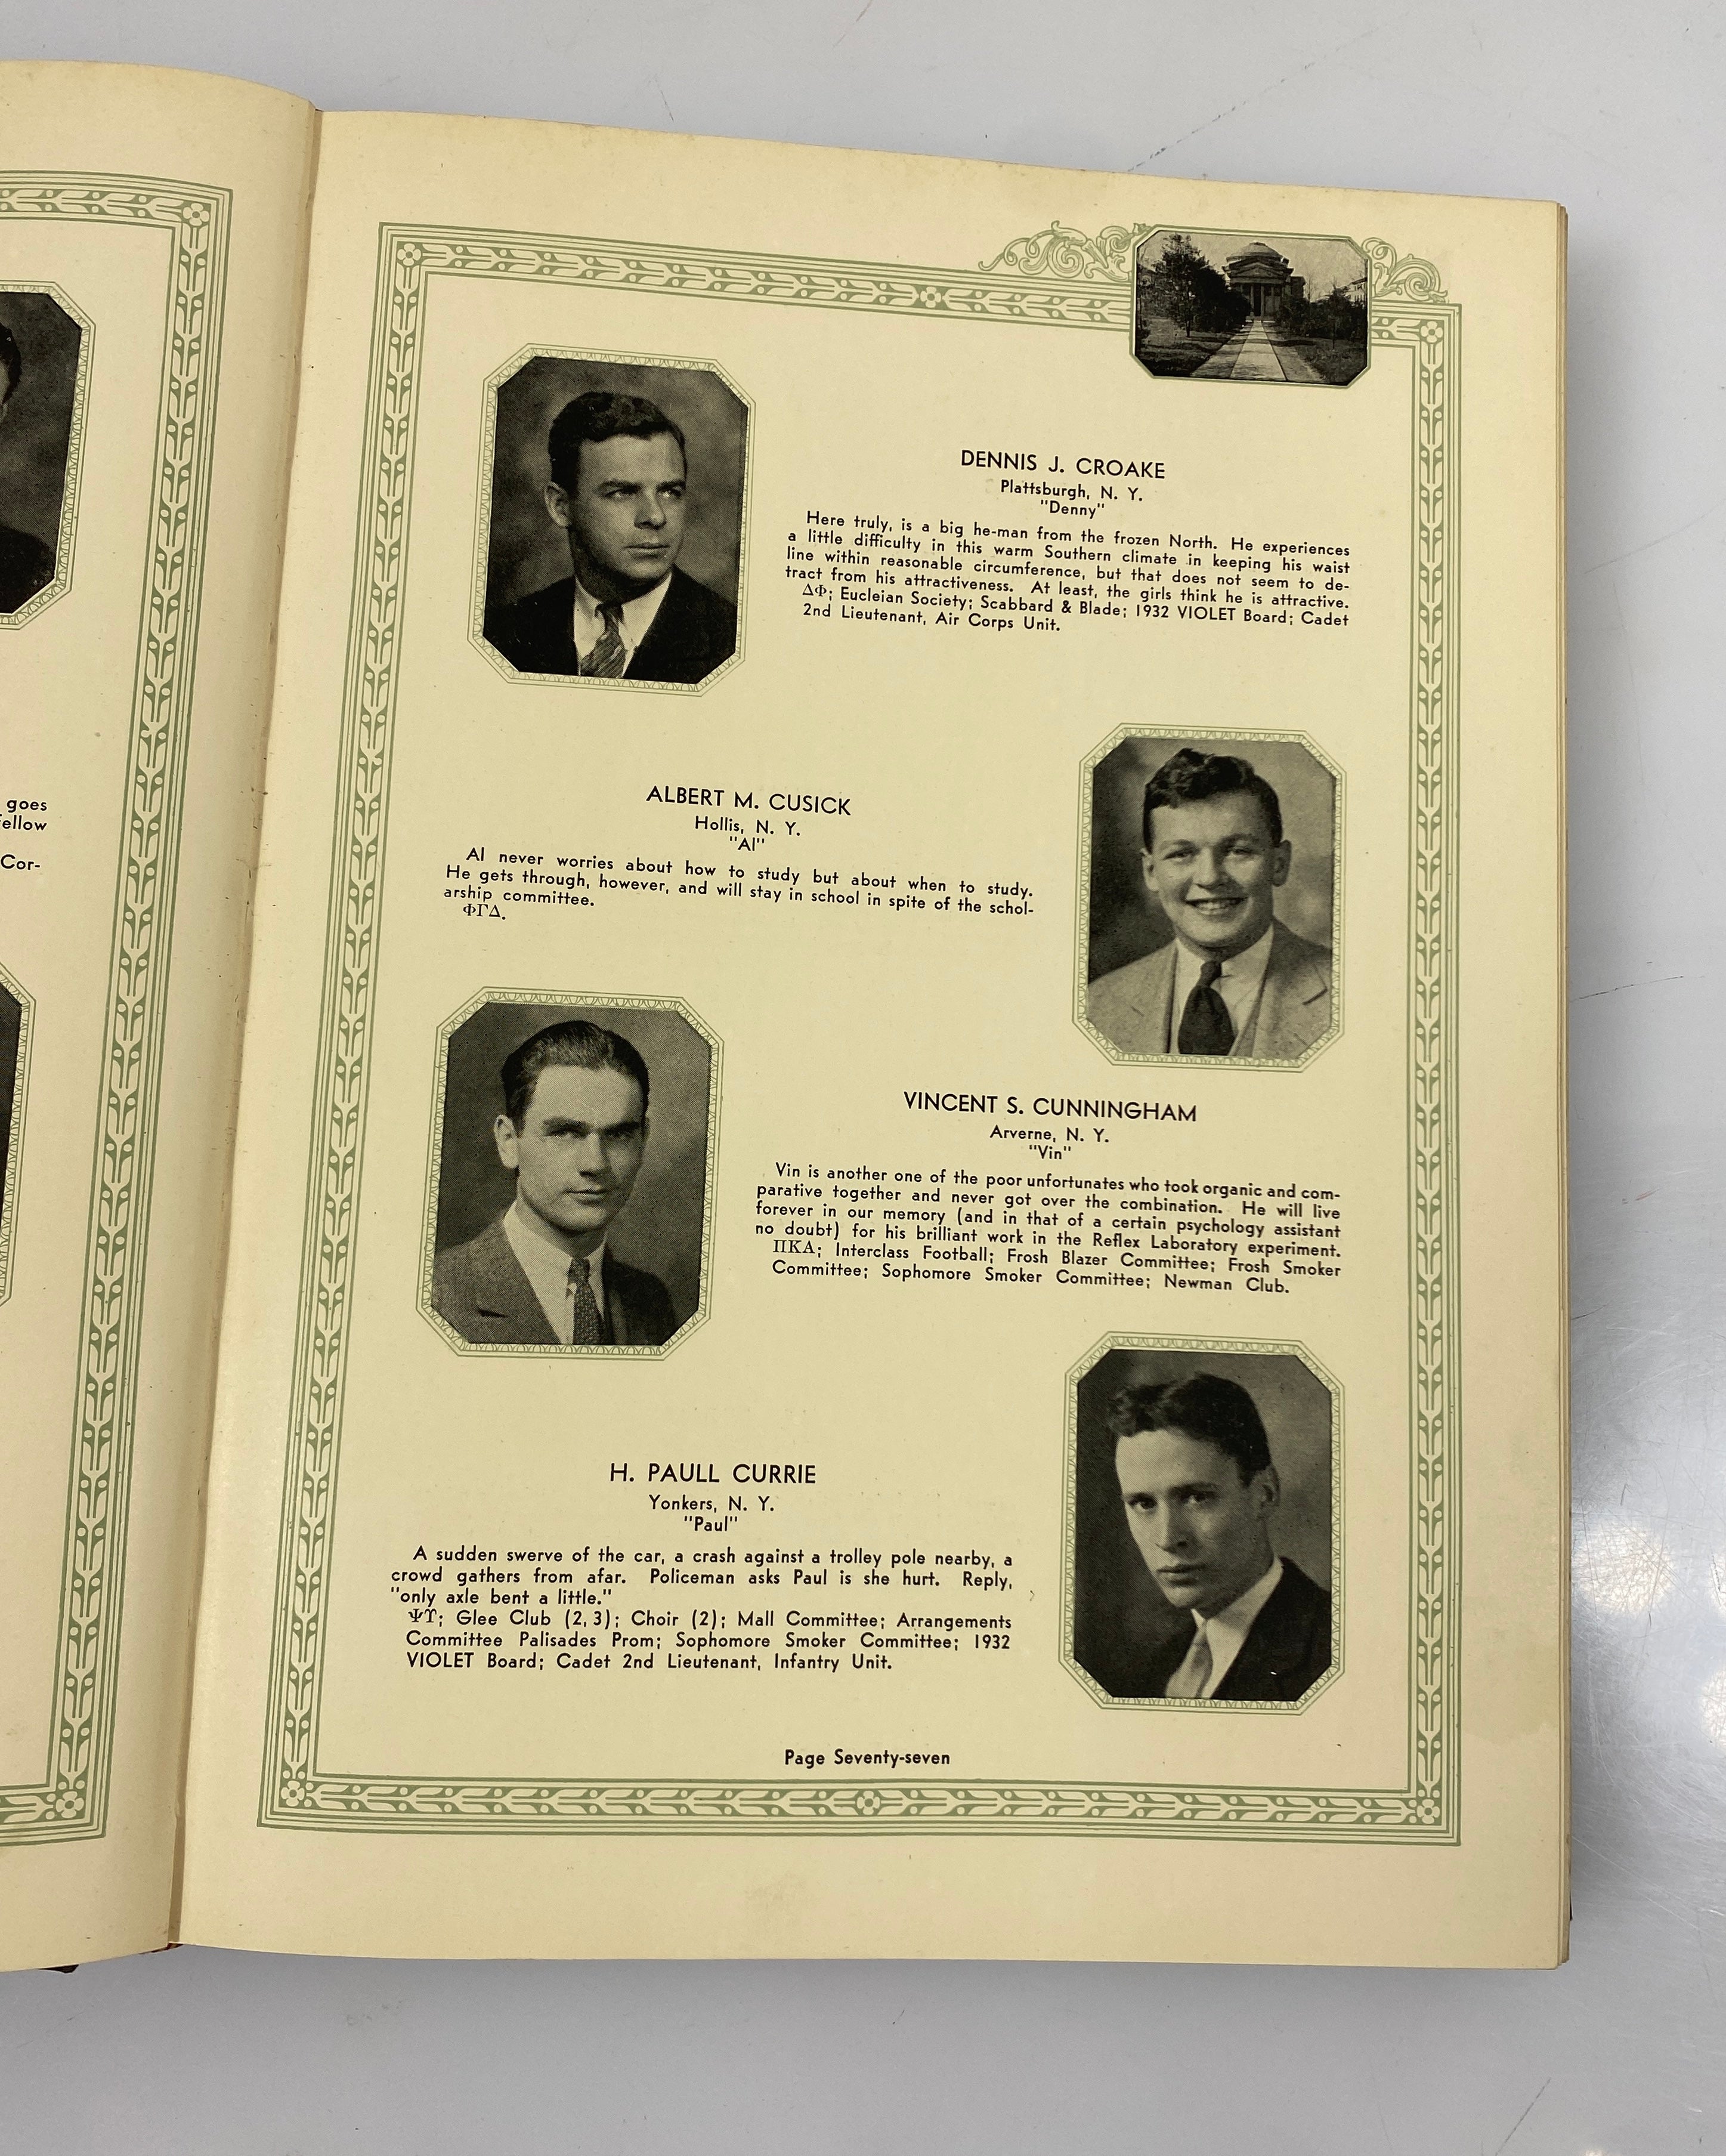 goes
fellow
Cor-
DENNIS J. CROAKE
Plattsburgh, N. Y.
"Denny"
Here truly, is a big he-man from the frozen North. He experiences
a little difficulty in this warm Southern climate in keeping his waist
line within reasonable circumference, but that does not seem to de-
tract from his attractiveness. At least, the girls think he is attractive.
ΔΦ; Eucleian Society; Scabbard & Blade; 1932 VIOLET Board; Cadet
2nd Lieutenant, Air Corps Unit.
ALBERT M. CUSICK
Hollis, N. Y.
"Al"
Al never worries about how to study but about when to study.
He gets through, however, and will stay in school in spite of the schol-
arship committee.
ΦΓΔ.
VINCENT S. CUNNINGHAM
Arverne, N. Y.
"Vin"
Vin is another one of the poor unfortunates who took organic and com-
parative together and never got over the combination. He will live
forever in our memory (and in that of a certain psychology assistant
no doubt) for his brilliant work in the Reflex Laboratory experiment.
ΠΚΑ; Interclass Football; Frosh Blazer Committee; Frosh Smoker
Committee; Sophomore Smoker Committee; Newman Club.
H. PAULL CURRIE
Yonkers, N. Y.
"Paul"
A sudden swerve of the car, a crash against a trolley pole nearby, a
crowd gathers from afar. Policeman asks Paul is she hurt. Reply,
"only axle bent a little."
ΨΥ; Glee Club (2, 3); Choir (2); Mall Committee; Arrangements
Committee Palisades Prom; Sophomore Smoker Committee; 1932
VIOLET Board; Cadet 2nd Lieutenant, Infantry Unit.
Page Seventy-seven